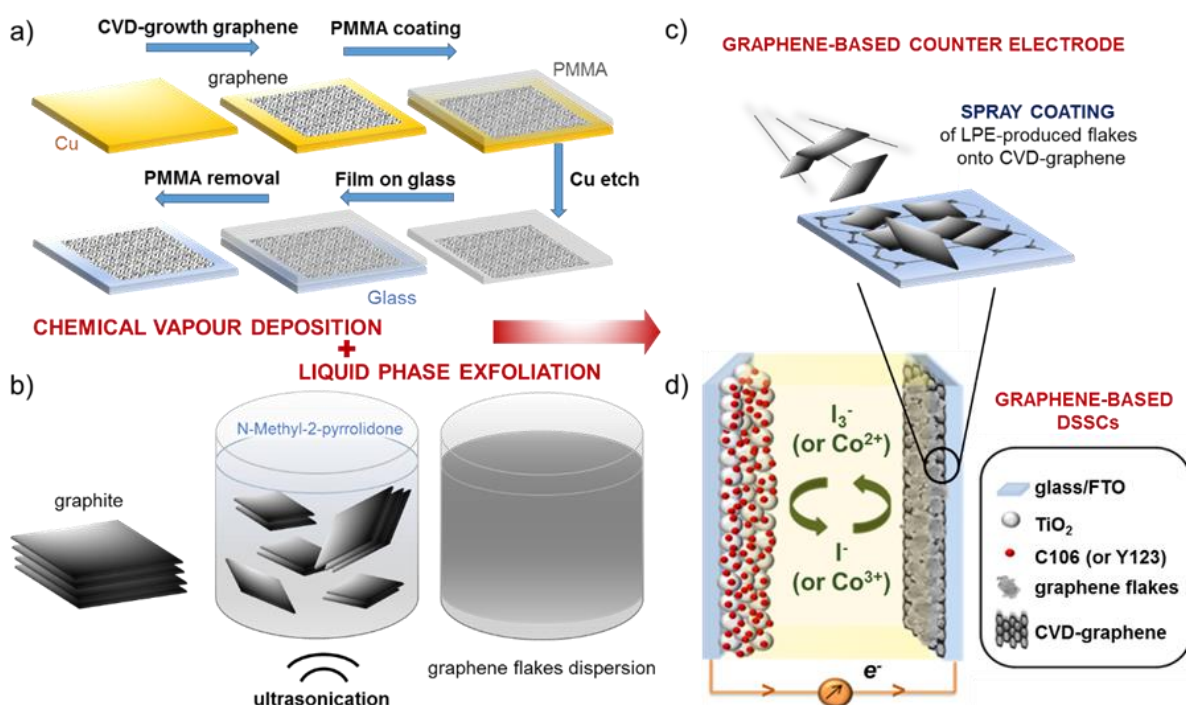 a)
CVD-growth graphene
PMMA coating
graphene
PMMA
Cu
PMMA removal
Film on glass
Cu etch
Glass
CHEMICAL VAPOUR DEPOSITION
+
LIQUID PHASE EXFOLIATION
b)
N-Methyl-2-pyrrolidone
graphite
ultrasonication
graphene flakes dispersion
c)
GRAPHENE-BASED COUNTER ELECTRODE
SPRAY COATING
of LPE-produced flakes
onto CVD-graphene
d)
I₃⁻
(or Co²⁺)
I⁻
(or Co³⁺)
e⁻
GRAPHENE-BASED
DSSCs
glass/FTO
TiO₂
C106 (or Y123)
graphene flakes
CVD-graphene